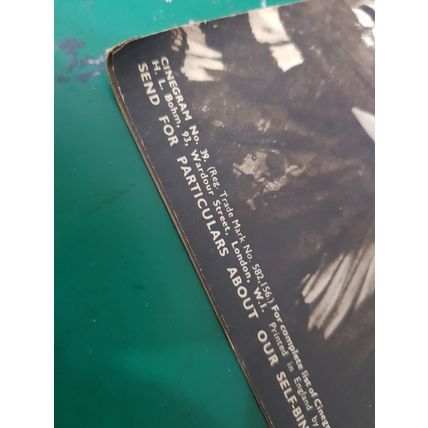 CINEGRAM No. 39. (Reg. Trade Mark No. 582,156.) For complete list of Cinegr
H. L. Bohm, 93, Wardour Street, London, W.1. Printed in England by
SEND FOR PARTICULARS ABOUT OUR SELF-BIN